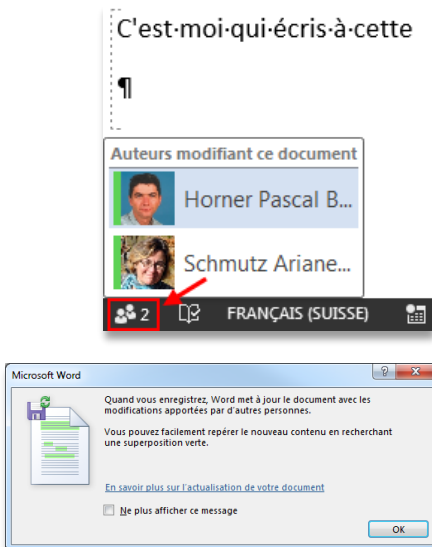 C'est·moi·qui·écris·à·cette
¶
Auteurs modifiant ce document
Horner Pascal B...
Schmutz Ariane...
2 FRANÇAIS (SUISSE)
Microsoft Word
Quand vous enregistrez, Word met à jour le document avec les
modifications apportées par d'autres personnes.
Vous pouvez facilement repérer le nouveau contenu en recherchant
une superposition verte.
En savoir plus sur l'actualisation de votre document
Ne plus afficher ce message
OK